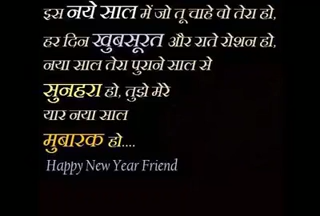 इस नये साल में जो तू चाहे वो तेरा हो,
हर दिन खुबसूरत और राते रोशन हो,
नया साल तेरा पुराने साल से
सुनहरा हो, तुझे मेरे
यार नया साल
मुबारक हो....
Happy New Year Friend